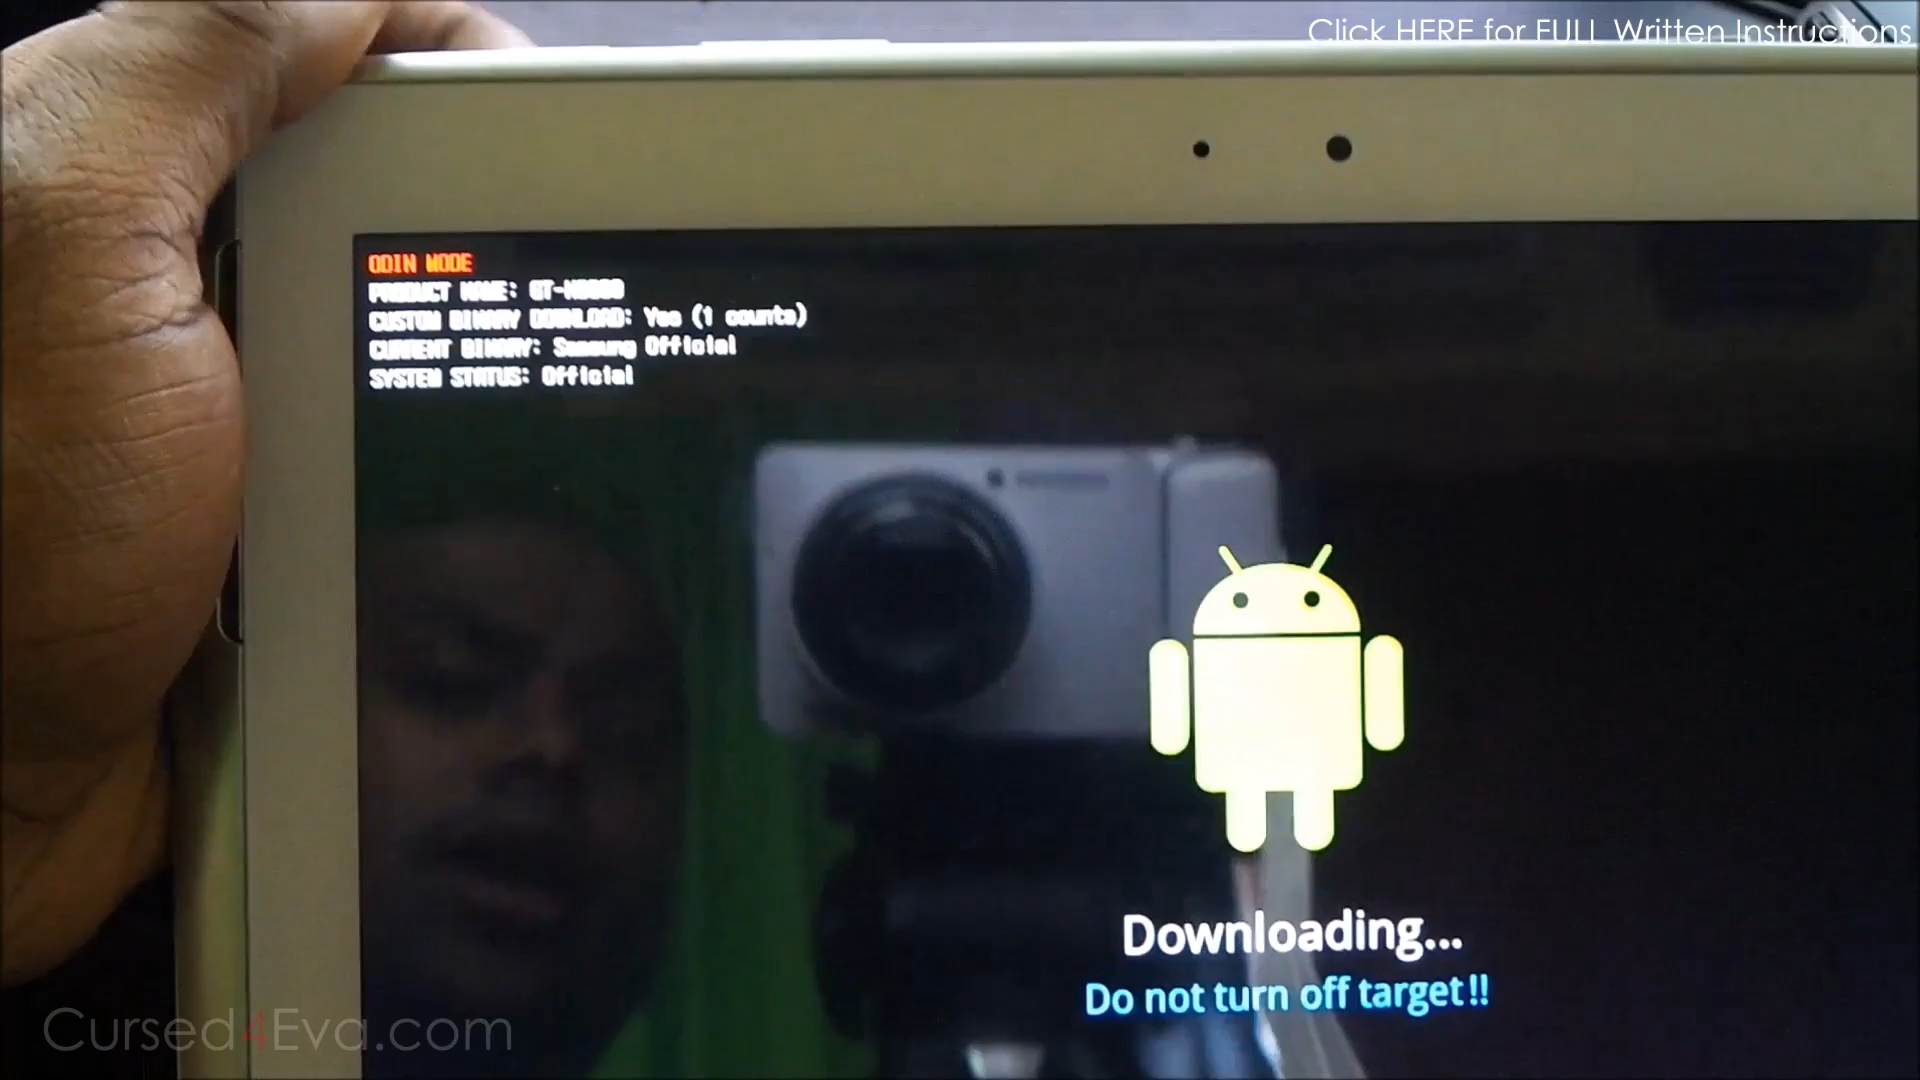 Click HERE for FULL Written Instructions
ODIN MODE
PRODUCT NAME: GT-N8000
CUSTOM BINARY DOWNLOAD: Yes (1 counts)
CURRENT BINARY: Samsung Official
SYSTEM STATUS: Official
Downloading...
Do not turn off target!!
Cursed4Eva.com